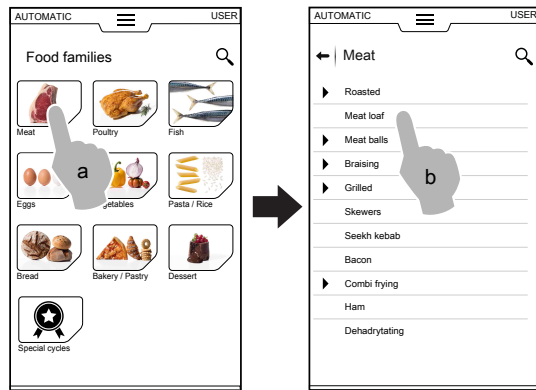 AUTOMATIC USER
Food families
Meat Poultry Fish
a
Eggs getables Pasta / Rice
Bread Bakery / Pastry Dessert
Special cycles
AUTOMATIC USER
Meat
Roasted
Meat loaf
Meat balls
Braising
b
Grilled
Skewers
Seekh kebab
Bacon
Combi frying
Ham
Dehadrytating